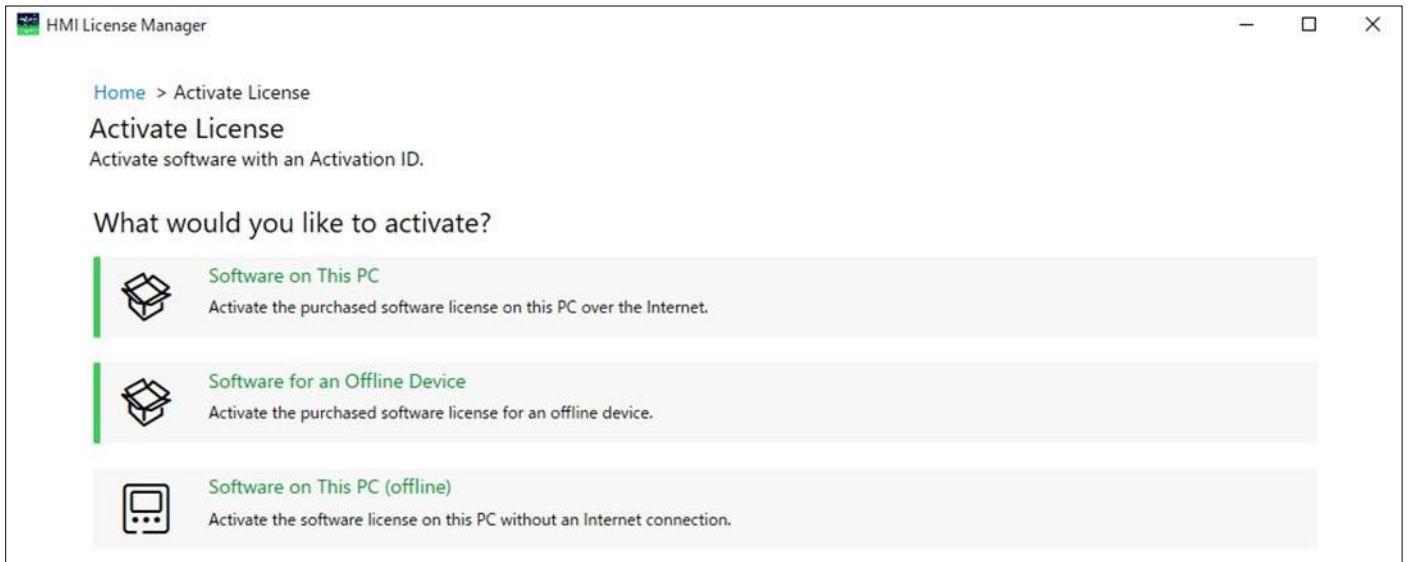 HMI License Manager
Home > Activate License
Activate License
Activate software with an Activation ID.
What would you like to activate?
Software on This PC
Activate the purchased software license on this PC over the Internet.
Software for an Offline Device
Activate the purchased software license for an offline device.
Software on This PC (offline)
Activate the software license on this PC without an Internet connection.